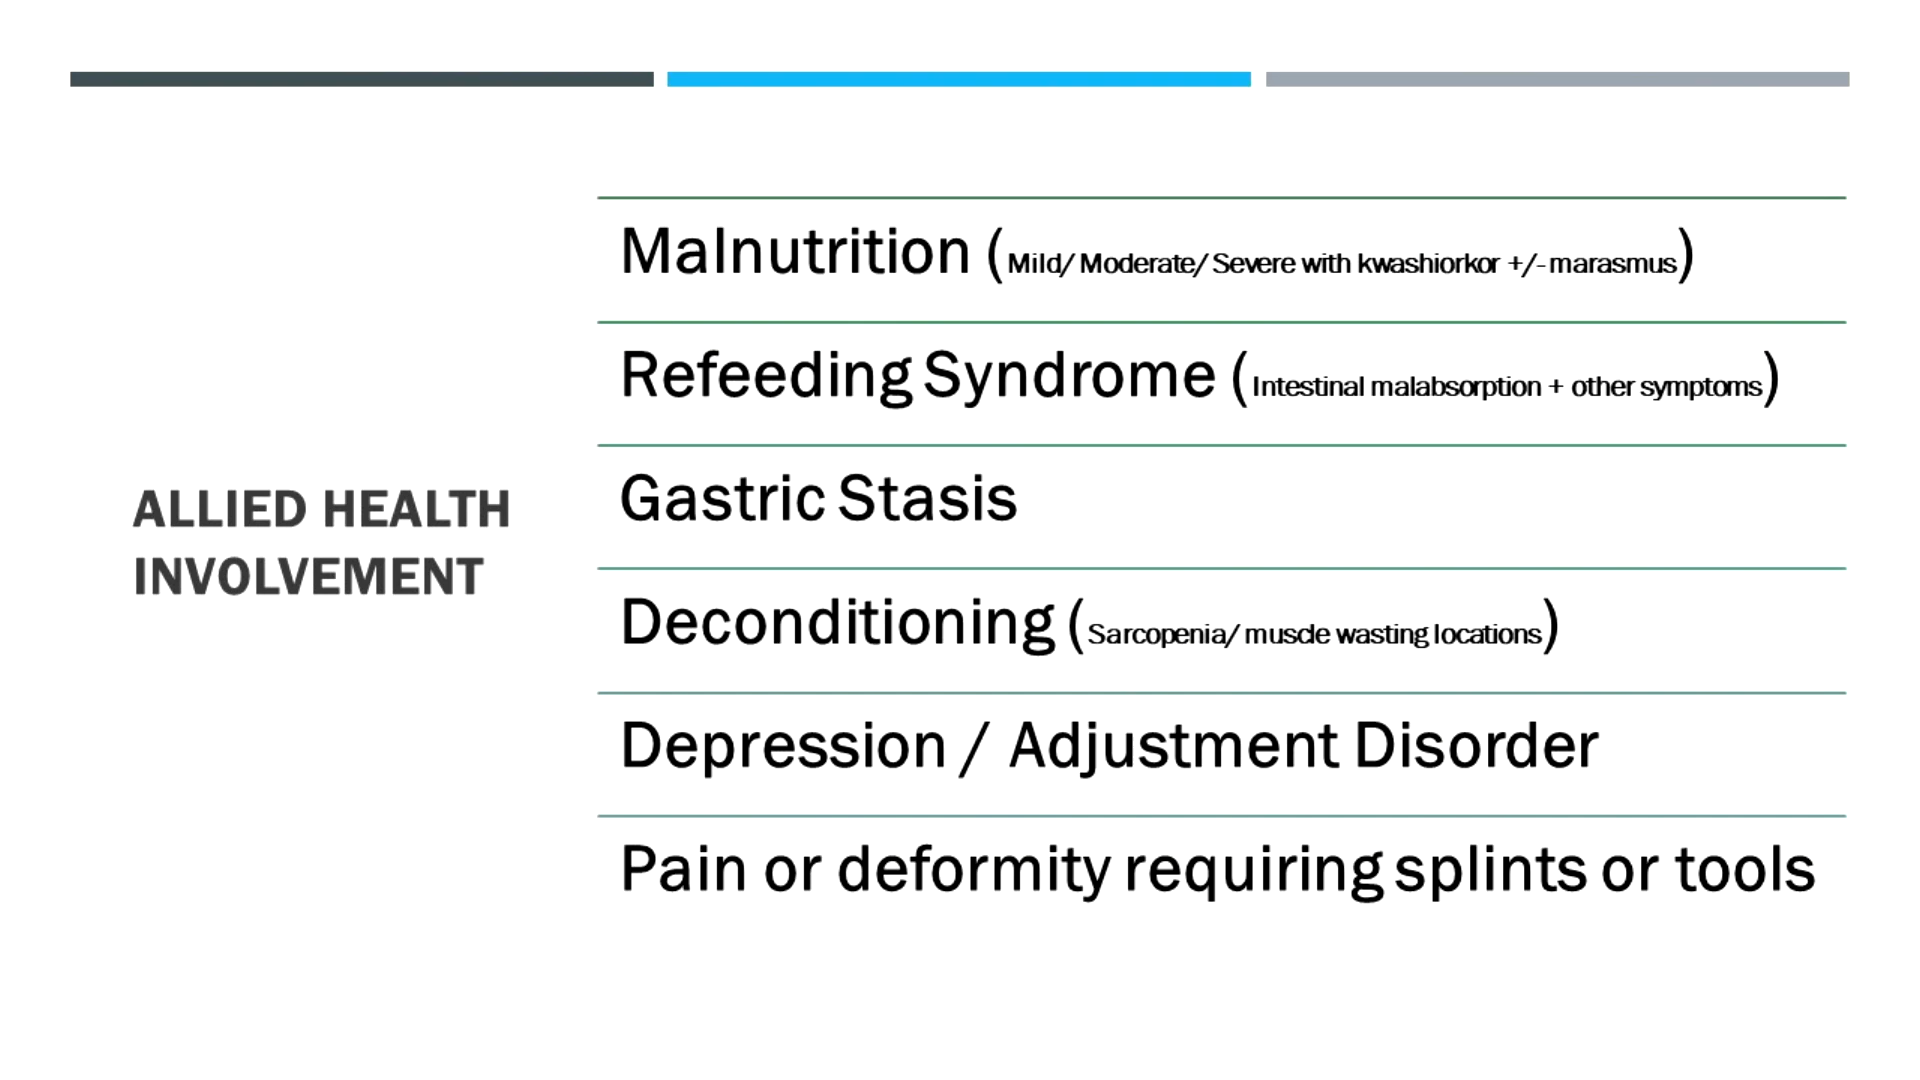 ALLIED HEALTH
INVOLVEMENT
Malnutrition (Mild/ Moderate/ Severe with kwashiorkor +/- marasmus)
Refeeding Syndrome (Intestinal malabsorption + other symptoms)
Gastric Stasis
Deconditioning (Sarcopenia/ muscle wasting locations)
Depression / Adjustment Disorder
Pain or deformity requiring splints or tools